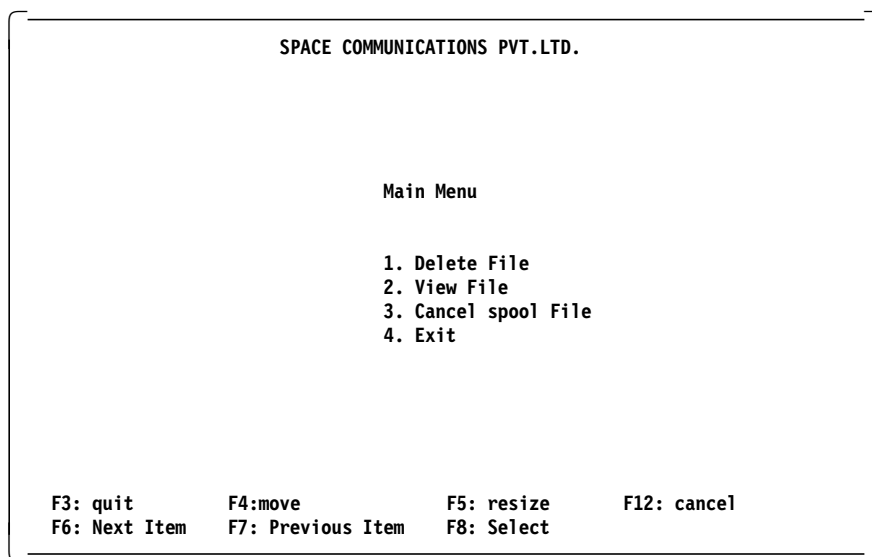 SPACE COMMUNICATIONS PVT.LTD.
Main Menu
1. Delete File
2. View File
3. Cancel spool File
4. Exit
F3: quit F4:move F5: resize F12: cancel
F6: Next Item F7: Previous Item F8: Select